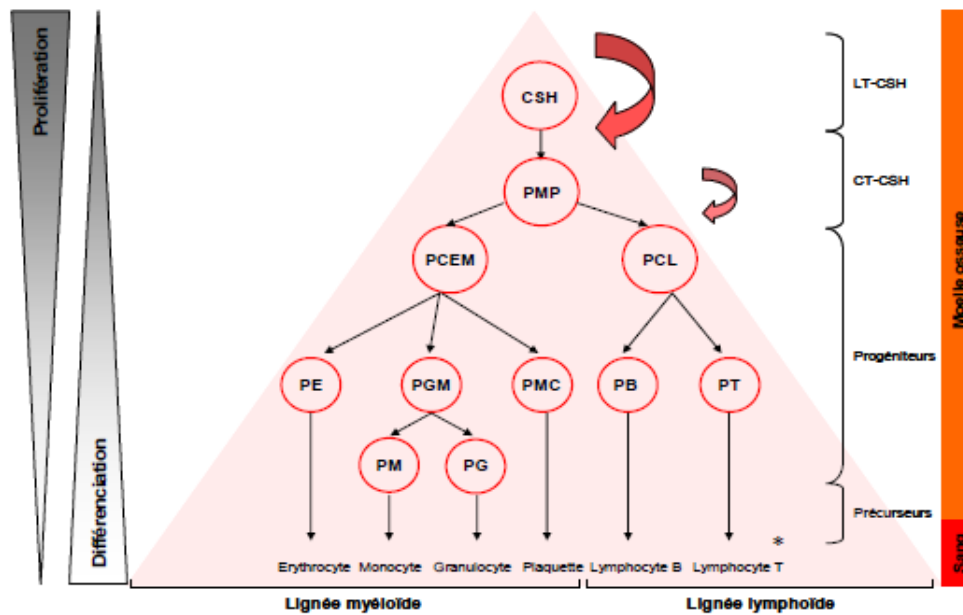 Prolifération
Différenciation
CSH
PMP
PCEM
PCL
PE
PGM
PMC
PB
PT
PM
PG
Erythrocyte Monocyte Granulocyte Plaquette Lymphocyte B Lymphocyte T *
Lignée myéloïde
Lignée lymphoïde
LT-CSH
CT-CSH
Progéniteurs
Précurseurs
Moelle osseuse
Sang